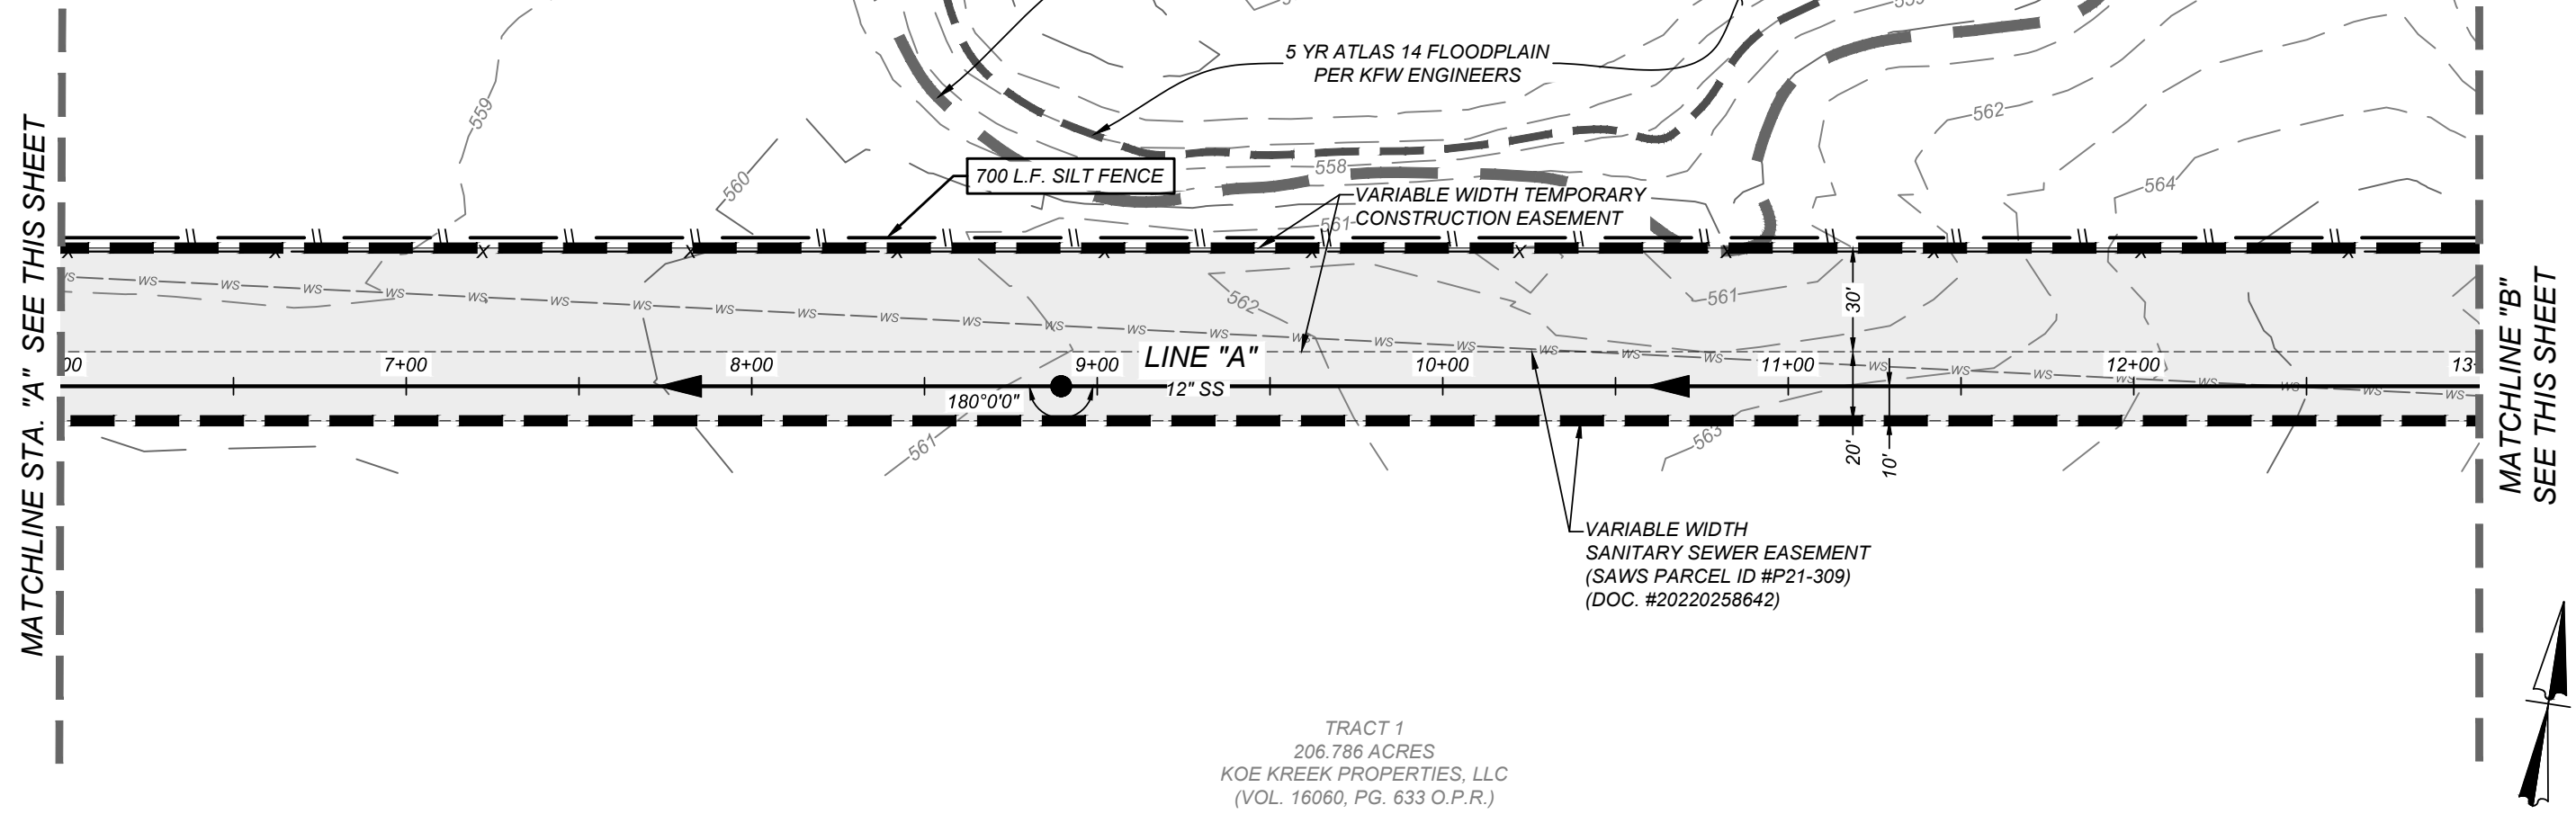 MATCHLINE STA. "A" SEE THIS SHEET
559
5 YR ATLAS 14 FLOODPLAIN
PER KFW ENGINEERS
562
564
558
560
700 L.F. SILT FENCE
VARIABLE WIDTH TEMPORARY
CONSTRUCTION EASEMENT
561
562
561
30'
00
7+00
8+00
9+00
LINE "A"
10+00
11+00
12+00
13+
12" SS
180°0'0"
561
563
20'
10'
WS
VARIABLE WIDTH
SANITARY SEWER EASEMENT
(SAWS PARCEL ID #P21-309)
(DOC. #20220258642)
TRACT 1
206.786 ACRES
KOE KREEK PROPERTIES, LLC
(VOL. 16060, PG. 633 O.P.R.)
MATCHLINE "B"
SEE THIS SHEET